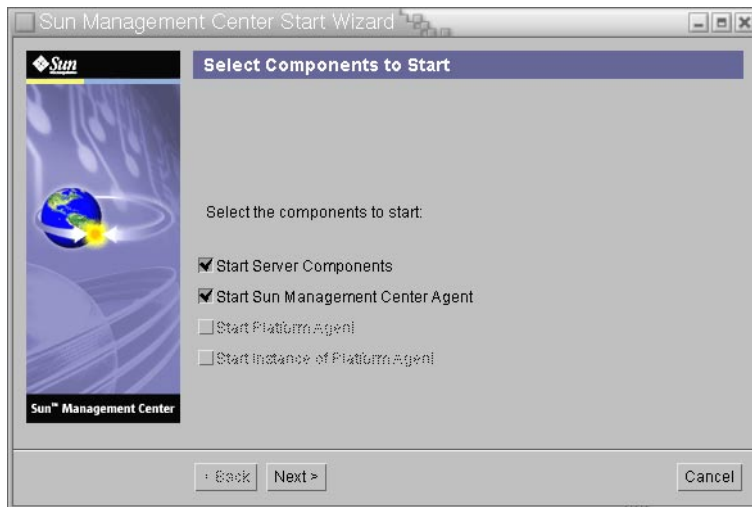 Sun Management Center Start Wizard
Sun
Select Components to Start
Select the components to start:
Start Server Components
Start Sun Management Center Agent
Start Platform Agent
Start Instance of Platform Agent
Sun™ Management Center
< Back
Next >
Cancel